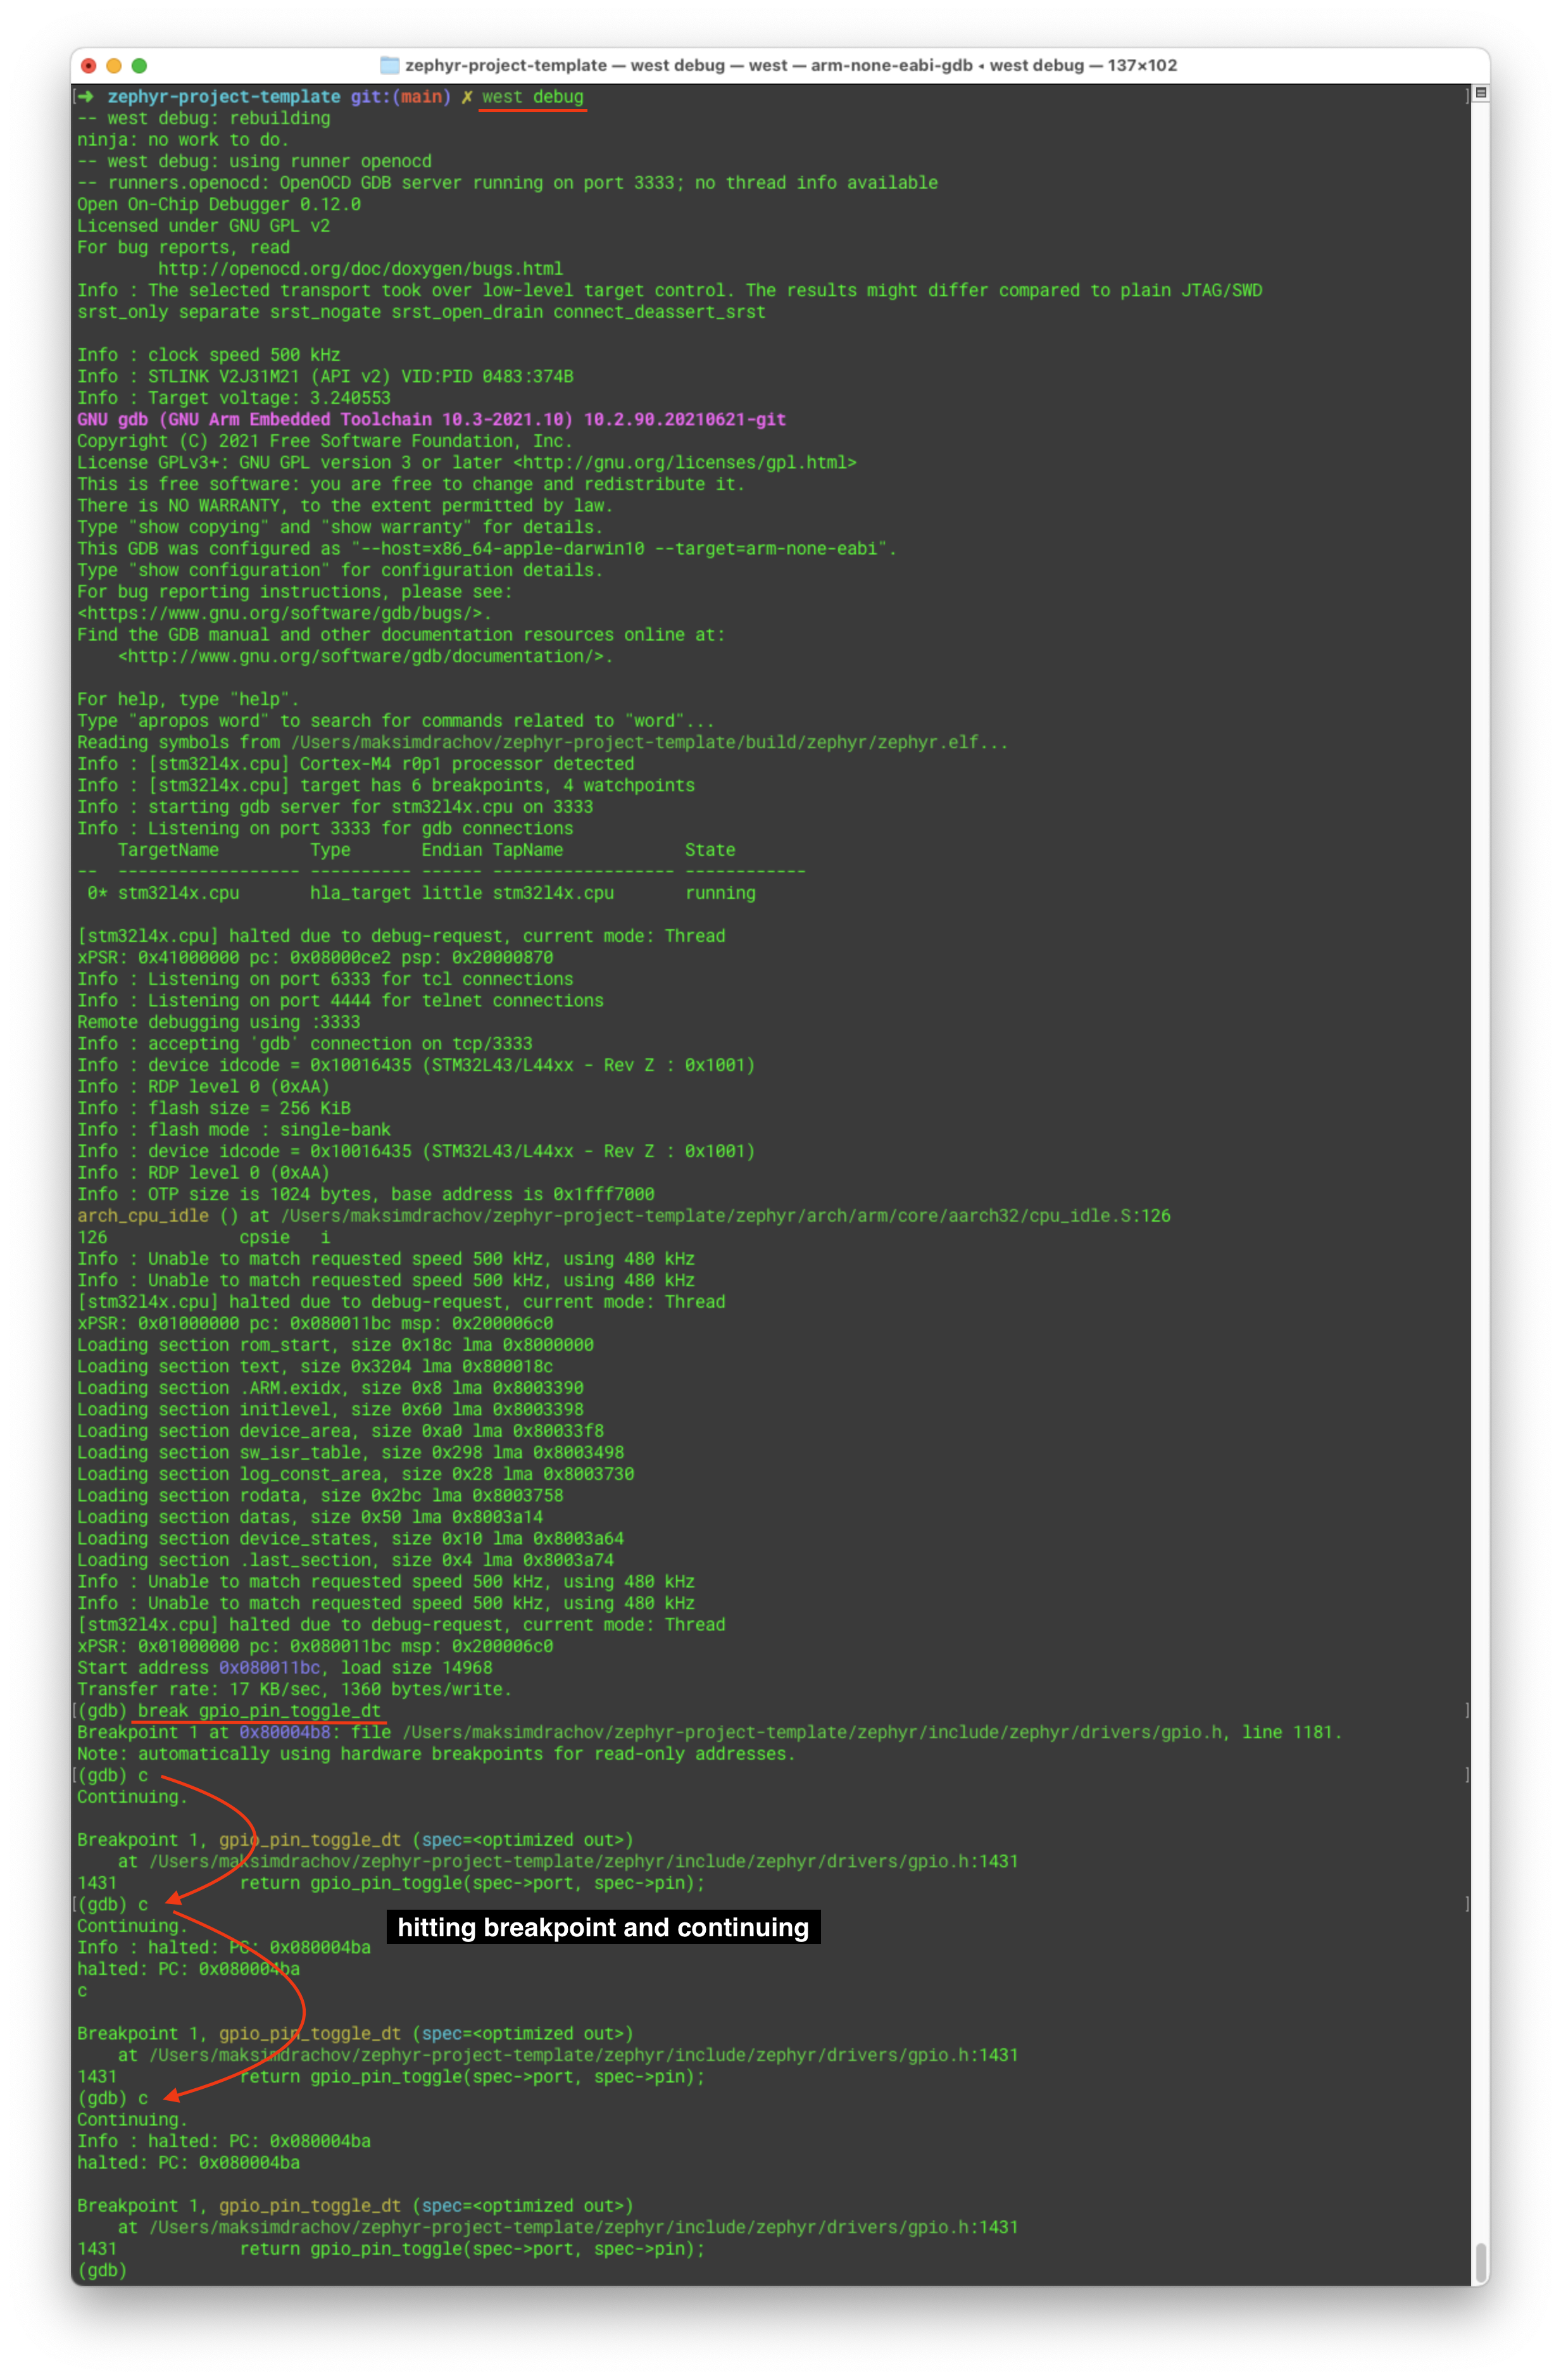 zephyr-project-template — west debug — west — arm-none-eabi-gdb ◂ west debug — 137×102
[➜  zephyr-project-template git:(main) ✗ west debug ]
-- west debug: rebuilding
ninja: no work to do.
-- west debug: using runner openocd
-- runners.openocd: OpenOCD GDB server running on port 3333; no thread info available
Open On-Chip Debugger 0.12.0
Licensed under GNU GPL v2
For bug reports, read
        http://openocd.org/doc/doxygen/bugs.html
Info : The selected transport took over low-level target control. The results might differ compared to plain JTAG/SWD
srst_only separate srst_nogate srst_open_drain connect_deassert_srst
Info : clock speed 500 kHz
Info : STLINK V2J31M21 (API v2) VID:PID 0483:374B
Info : Target voltage: 3.240553
GNU gdb (GNU Arm Embedded Toolchain 10.3-2021.10) 10.2.90.20210621-git
Copyright (C) 2021 Free Software Foundation, Inc.
License GPLv3+: GNU GPL version 3 or later <http://gnu.org/licenses/gpl.html>
This is free software: you are free to change and redistribute it.
There is NO WARRANTY, to the extent permitted by law.
Type "show copying" and "show warranty" for details.
This GDB was configured as "--host=x86_64-apple-darwin10 --target=arm-none-eabi".
Type "show configuration" for configuration details.
For bug reporting instructions, please see:
<https://www.gnu.org/software/gdb/bugs/>.
Find the GDB manual and other documentation resources online at:
    <http://www.gnu.org/software/gdb/documentation/>.
For help, type "help".
Type "apropos word" to search for commands related to "word"...
Reading symbols from /Users/maksimdrachov/zephyr-project-template/build/zephyr/zephyr.elf...
Info : [stm32l4x.cpu] Cortex-M4 r0p1 processor detected
Info : [stm32l4x.cpu] target has 6 breakpoints, 4 watchpoints
Info : starting gdb server for stm32l4x.cpu on 3333
Info : Listening on port 3333 for gdb connections
    TargetName         Type       Endian TapName            State
--  ------------------ ---------- ------ ------------------ ------------
 0* stm32l4x.cpu       hla_target little stm32l4x.cpu       running
[stm32l4x.cpu] halted due to debug-request, current mode: Thread
xPSR: 0x41000000 pc: 0x08000ce2 psp: 0x20000870
Info : Listening on port 6333 for tcl connections
Info : Listening on port 4444 for telnet connections
Remote debugging using :3333
Info : accepting 'gdb' connection on tcp/3333
Info : device idcode = 0x10016435 (STM32L43/L44xx - Rev Z : 0x1001)
Info : RDP level 0 (0xAA)
Info : flash size = 256 KiB
Info : flash mode : single-bank
Info : device idcode = 0x10016435 (STM32L43/L44xx - Rev Z : 0x1001)
Info : RDP level 0 (0xAA)
Info : OTP size is 1024 bytes, base address is 0x1fff7000
arch_cpu_idle () at /Users/maksimdrachov/zephyr-project-template/zephyr/arch/arm/core/aarch32/cpu_idle.S:126
126             cpsie   i
Info : Unable to match requested speed 500 kHz, using 480 kHz
Info : Unable to match requested speed 500 kHz, using 480 kHz
[stm32l4x.cpu] halted due to debug-request, current mode: Thread
xPSR: 0x01000000 pc: 0x080011bc msp: 0x200006c0
Loading section rom_start, size 0x18c lma 0x8000000
Loading section text, size 0x3204 lma 0x800018c
Loading section .ARM.exidx, size 0x8 lma 0x8003390
Loading section initlevel, size 0x60 lma 0x8003398
Loading section device_area, size 0xa0 lma 0x80033f8
Loading section sw_isr_table, size 0x298 lma 0x8003498
Loading section log_const_area, size 0x28 lma 0x8003730
Loading section rodata, size 0x2bc lma 0x8003758
Loading section datas, size 0x50 lma 0x8003a14
Loading section device_states, size 0x10 lma 0x8003a64
Loading section .last_section, size 0x4 lma 0x8003a74
Info : Unable to match requested speed 500 kHz, using 480 kHz
Info : Unable to match requested speed 500 kHz, using 480 kHz
[stm32l4x.cpu] halted due to debug-request, current mode: Thread
xPSR: 0x01000000 pc: 0x080011bc msp: 0x200006c0
Start address 0x080011bc, load size 14968
Transfer rate: 17 KB/sec, 1360 bytes/write.
[(gdb) break gpio_pin_toggle_dt ]
Breakpoint 1 at 0x80004b8: file /Users/maksimdrachov/zephyr-project-template/zephyr/include/zephyr/drivers/gpio.h, line 1181.
Note: automatically using hardware breakpoints for read-only addresses.
[(gdb) c ]
Continuing.
Breakpoint 1, gpio_pin_toggle_dt (spec=<optimized out>)
    at /Users/maksimdrachov/zephyr-project-template/zephyr/include/zephyr/drivers/gpio.h:1431
1431            return gpio_pin_toggle(spec->port, spec->pin);
[(gdb) c ]
hitting breakpoint and continuing
Continuing.
Info : halted: PC: 0x080004ba
halted: PC: 0x080004ba
c
Breakpoint 1, gpio_pin_toggle_dt (spec=<optimized out>)
    at /Users/maksimdrachov/zephyr-project-template/zephyr/include/zephyr/drivers/gpio.h:1431
1431            return gpio_pin_toggle(spec->port, spec->pin);
(gdb) c
Continuing.
Info : halted: PC: 0x080004ba
halted: PC: 0x080004ba
Breakpoint 1, gpio_pin_toggle_dt (spec=<optimized out>)
    at /Users/maksimdrachov/zephyr-project-template/zephyr/include/zephyr/drivers/gpio.h:1431
1431            return gpio_pin_toggle(spec->port, spec->pin);
(gdb)